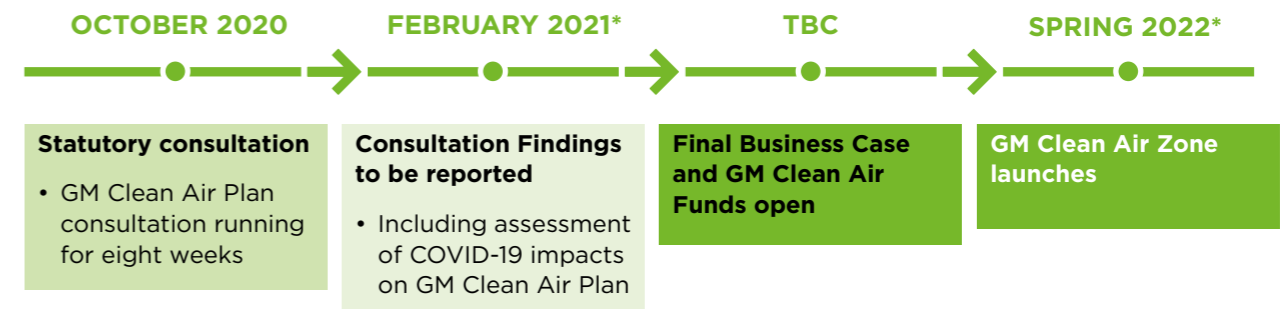 OCTOBER 2020
FEBRUARY 2021*
TBC
SPRING 2022*
Statutory consultation
• GM Clean Air Plan
consultation running
for eight weeks
Consultation Findings
to be reported
• Including assessment
of COVID-19 impacts
on GM Clean Air Plan
Final Business Case
and GM Clean Air
Funds open
GM Clean Air Zone
launches